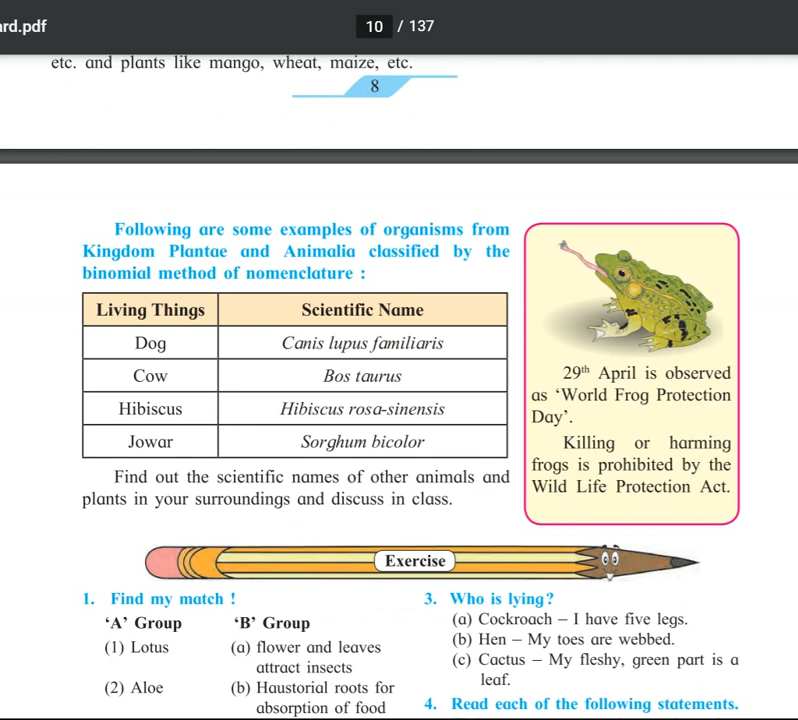 ard.pdf
10 / 137
etc. and plants like mango, wheat, maize, etc.
8
Following are some examples of organisms from
Kingdom Plantae and Animalia classified by the
binomial method of nomenclature :
Living Things Scientific Name
Dog Canis lupus familiaris
Cow Bos taurus
Hibiscus Hibiscus rosa-sinensis
Jowar Sorghum bicolor
Find out the scientific names of other animals and
plants in your surroundings and discuss in class.
29th April is observed
as ‘World Frog Protection
Day’.
Killing or harming
frogs is prohibited by the
Wild Life Protection Act.
Exercise
1. Find my match !
‘A’ Group ‘B’ Group
(1) Lotus (a) flower and leaves
attract insects
(2) Aloe (b) Haustorial roots for
absorption of food
3. Who is lying?
(a) Cockroach – I have five legs.
(b) Hen – My toes are webbed.
(c) Cactus – My fleshy, green part is a
leaf.
4. Read each of the following statements.